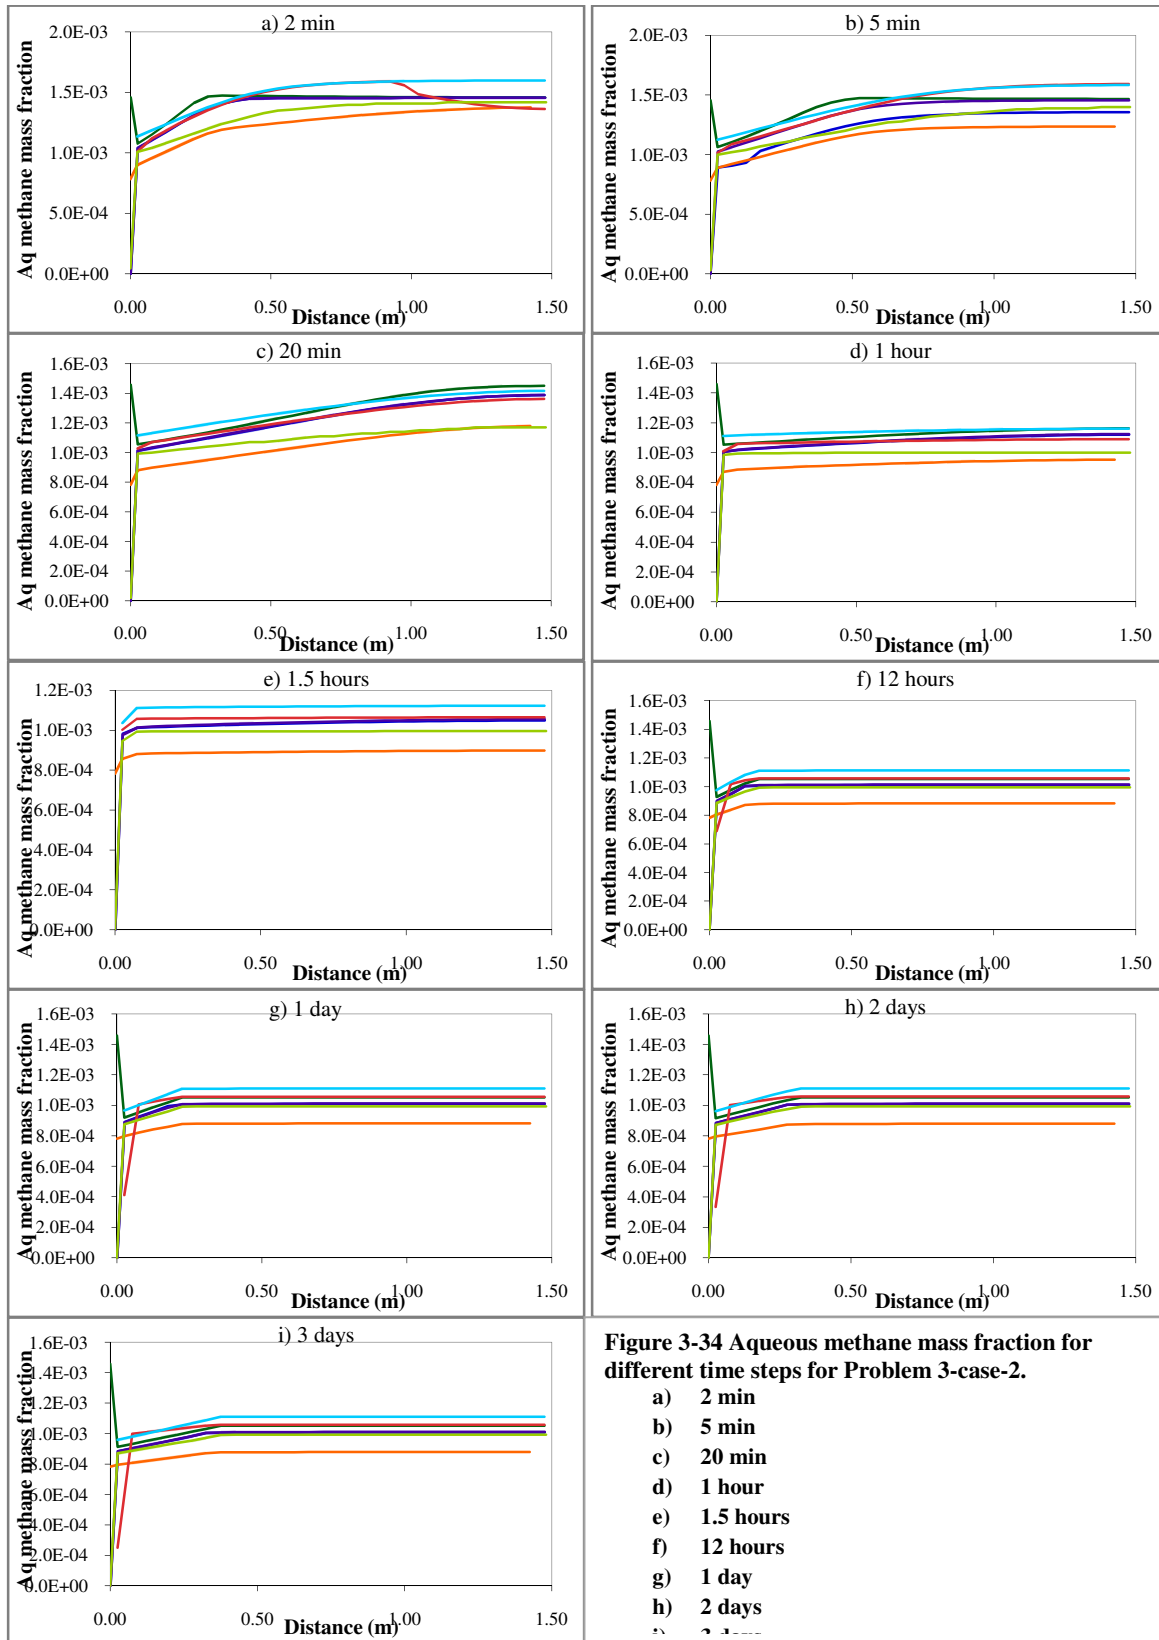 a) 2 min
2.0E-03
1.5E-03
1.0E-03
5.0E-04
0.0E+00
Aq methane mass fraction
0.00 0.50 1.00 1.50
Distance (m)
b) 5 min
2.0E-03
1.5E-03
1.0E-03
5.0E-04
0.0E+00
Aq methane mass fraction
0.00 0.50 1.00 1.50
Distance (m)
c) 20 min
1.6E-03
1.4E-03
1.2E-03
1.0E-03
8.0E-04
6.0E-04
4.0E-04
2.0E-04
0.0E+00
Aq methane mass fraction
0.00 0.50 1.00 1.50
Distance (m)
d) 1 hour
1.6E-03
1.4E-03
1.2E-03
1.0E-03
8.0E-04
6.0E-04
4.0E-04
2.0E-04
0.0E+00
Aq methane mass fraction
0.00 0.50 1.00 1.50
Distance (m)
e) 1.5 hours
1.2E-03
1.0E-03
8.0E-04
6.0E-04
4.0E-04
2.0E-04
0.0E+00
Aq methane mass fraction
0.00 0.50 1.00 1.50
Distance (m)
f) 12 hours
1.6E-03
1.4E-03
1.2E-03
1.0E-03
8.0E-04
6.0E-04
4.0E-04
2.0E-04
0.0E+00
Aq methane mass fraction
0.00 0.50 1.00 1.50
Distance (m)
g) 1 day
1.6E-03
1.4E-03
1.2E-03
1.0E-03
8.0E-04
6.0E-04
4.0E-04
2.0E-04
0.0E+00
Aq methane mass fraction
0.00 0.50 1.00 1.50
Distance (m)
h) 2 days
1.6E-03
1.4E-03
1.2E-03
1.0E-03
8.0E-04
6.0E-04
4.0E-04
2.0E-04
0.0E+00
Aq methane mass fraction
0.00 0.50 1.00 1.50
Distance (m)
i) 3 days
1.6E-03
1.4E-03
1.2E-03
1.0E-03
8.0E-04
6.0E-04
4.0E-04
2.0E-04
0.0E+00
Aq methane mass fraction
0.00 0.50 1.00 1.50
Distance (m)
Figure 3-34 Aqueous methane mass fraction for
different time steps for Problem 3-case-2.
a) 2 min
b) 5 min
c) 20 min
d) 1 hour
e) 1.5 hours
f) 12 hours
g) 1 day
h) 2 days
i) 3 days